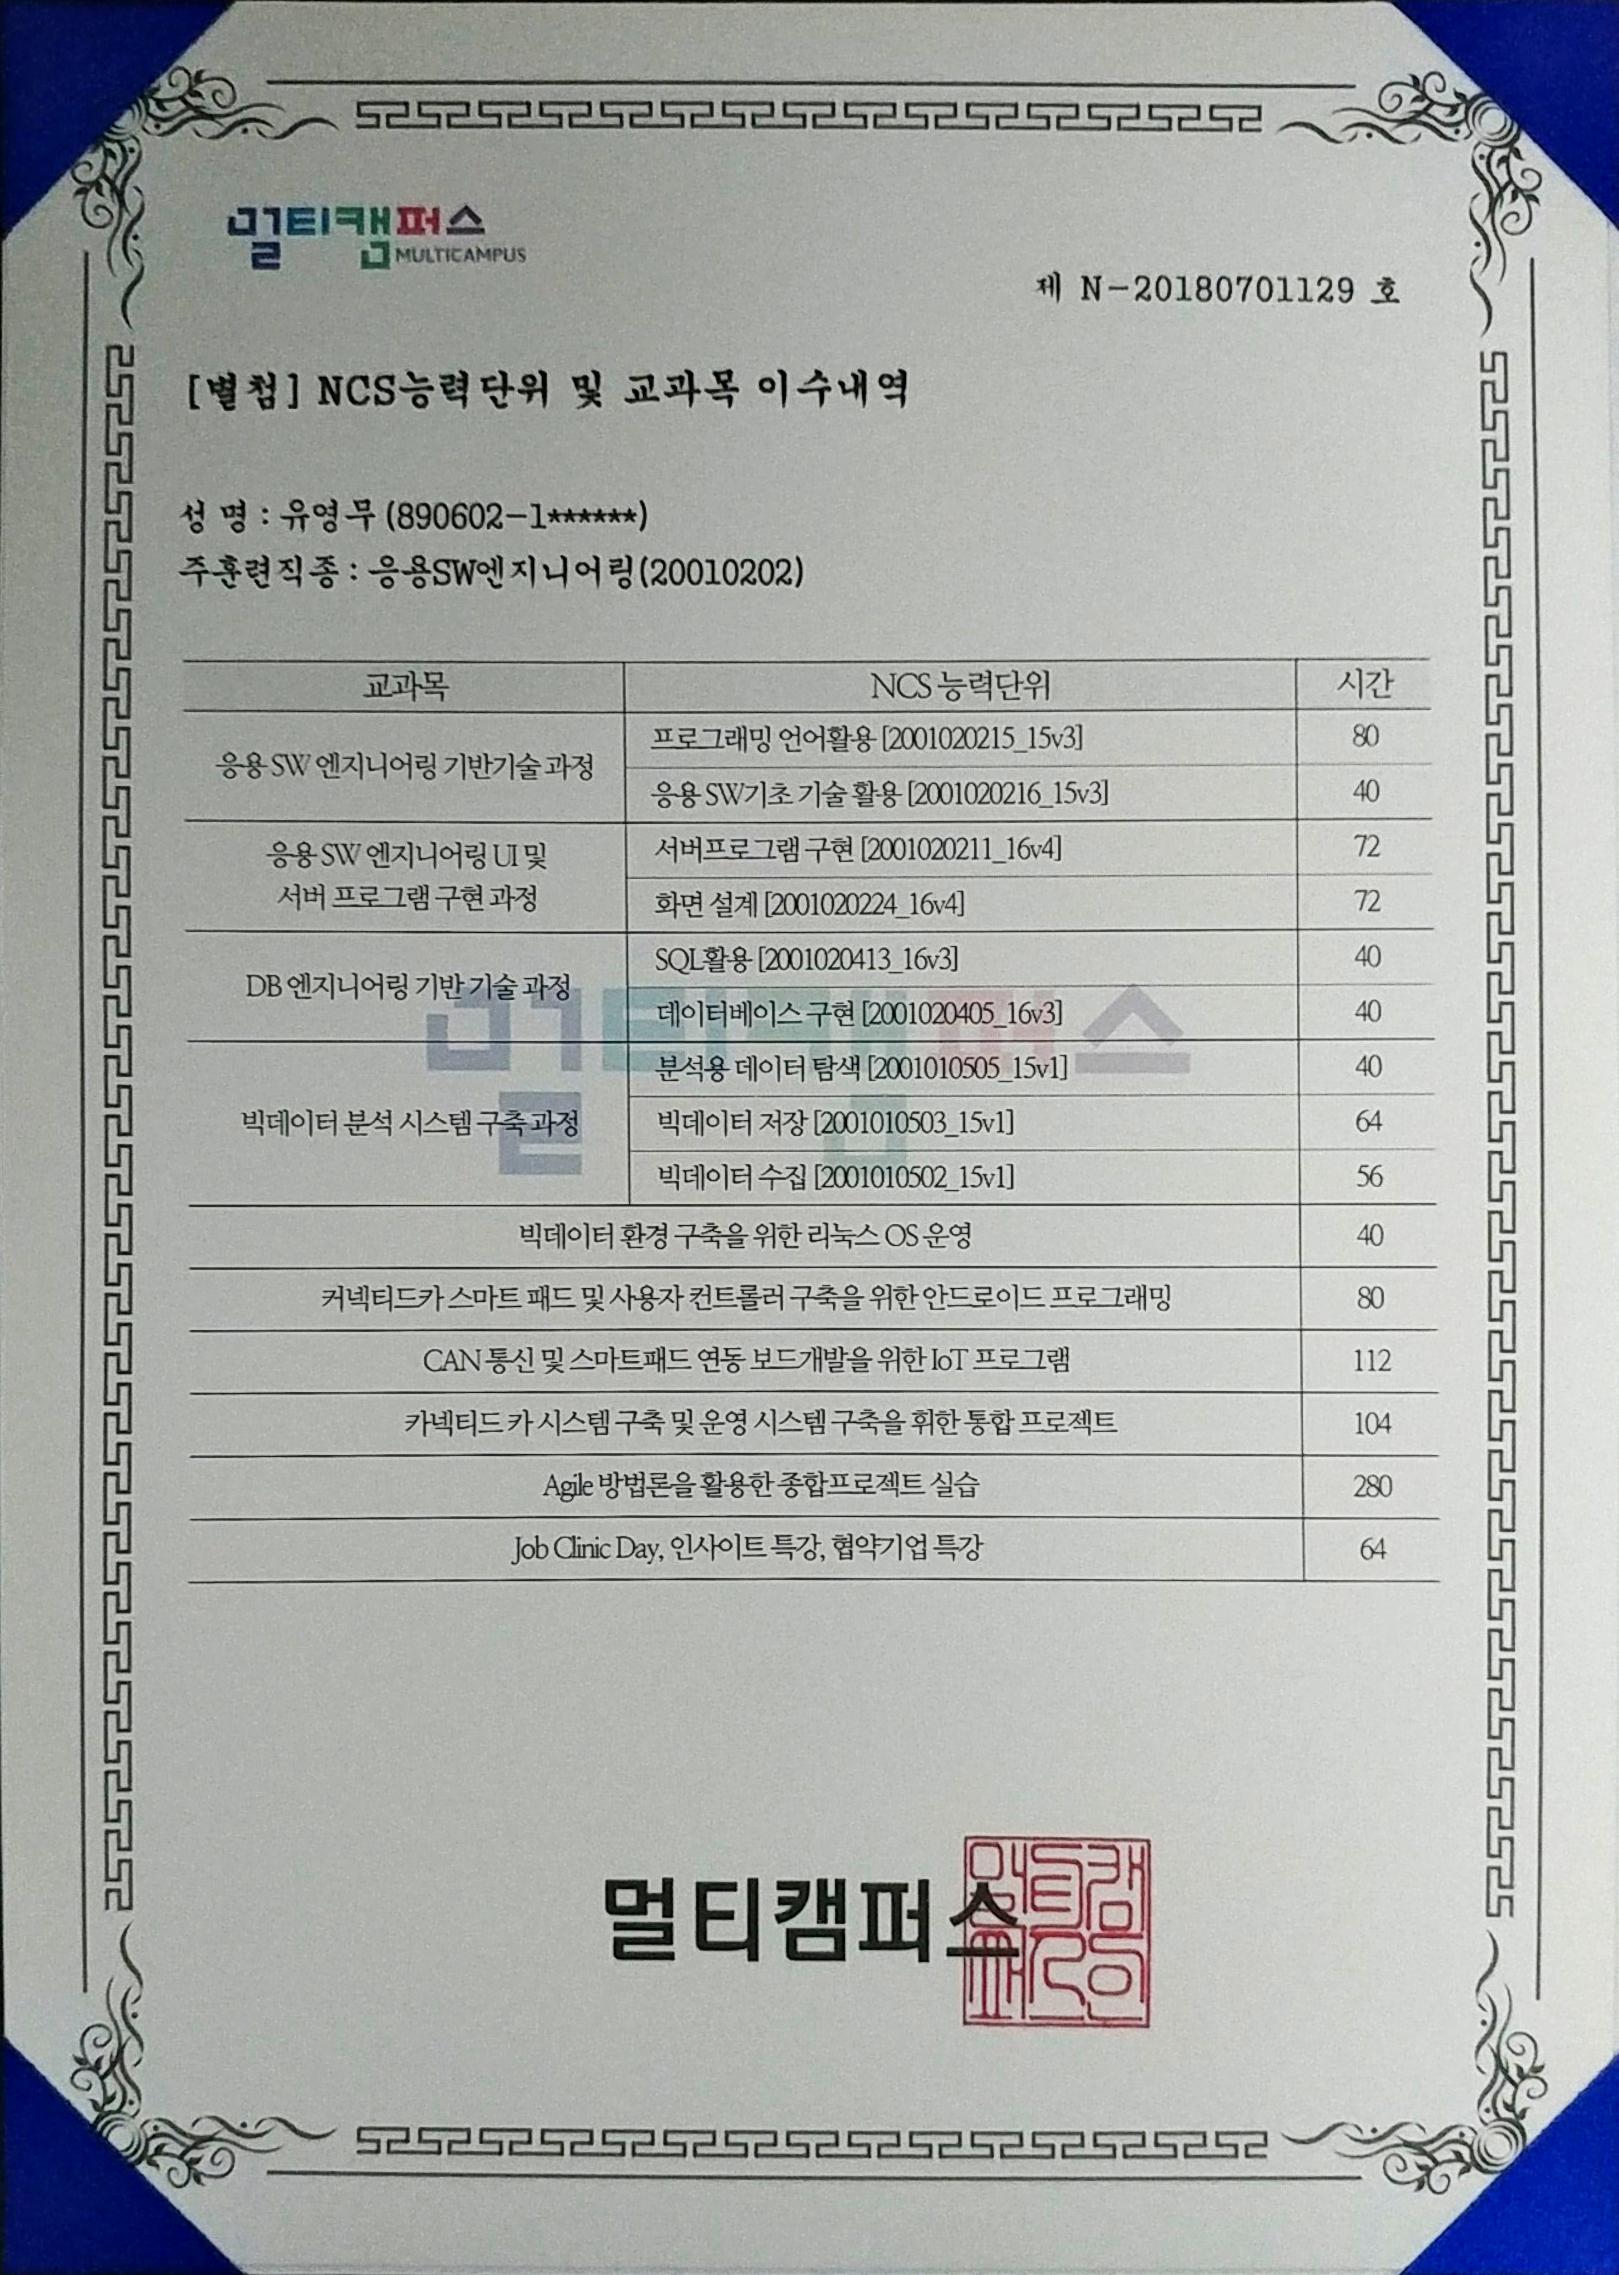 멀티캠퍼스
MULTICAMPUS
제 N-20180701129 호
[별첨] NCS능력단위 및 교과목 이수내역
성 명 : 유영무 (890602-1******)
주훈련직종 : 응용SW엔지니어링(20010202)
교과목 NCS 능력단위 시간
응용 SW 엔지니어링 기반기술 과정
프로그래밍 언어활용 [2001020215_15v3] 80
응용 SW기초 기술 활용 [2001020216_15v3] 40
응용 SW 엔지니어링 UI 및
서버 프로그램 구현 과정
서버프로그램 구현 [2001020211_16v4] 72
화면 설계 [2001020224_16v4] 72
DB 엔지니어링 기반 기술 과정
SQL활용 [2001020413_16v3] 40
데이터베이스 구현 [2001020405_16v3] 40
빅데이터 분석 시스템 구축 과정
분석용 데이터 탐색 [2001010505_15v1] 40
빅데이터 저장 [2001010503_15v1] 64
빅데이터 수집 [2001010502_15v1] 56
빅데이터 환경 구축을 위한 리눅스 OS 운영 40
커넥티드카 스마트 패드 및 사용자 컨트롤러 구축을 위한 안드로이드 프로그래밍 80
CAN 통신 및 스마트패드 연동 보드개발을 위한 IoT 프로그램 112
카넥티드 카 시스템 구축 및 운영 시스템 구축을 휘한 통합 프로젝트 104
Agile 방법론을 활용한 종합프로젝트 실습 280
Job Clinic Day, 인사이트 특강, 협약기업 특강 64
멀티캠퍼스
멀티캠퍼스